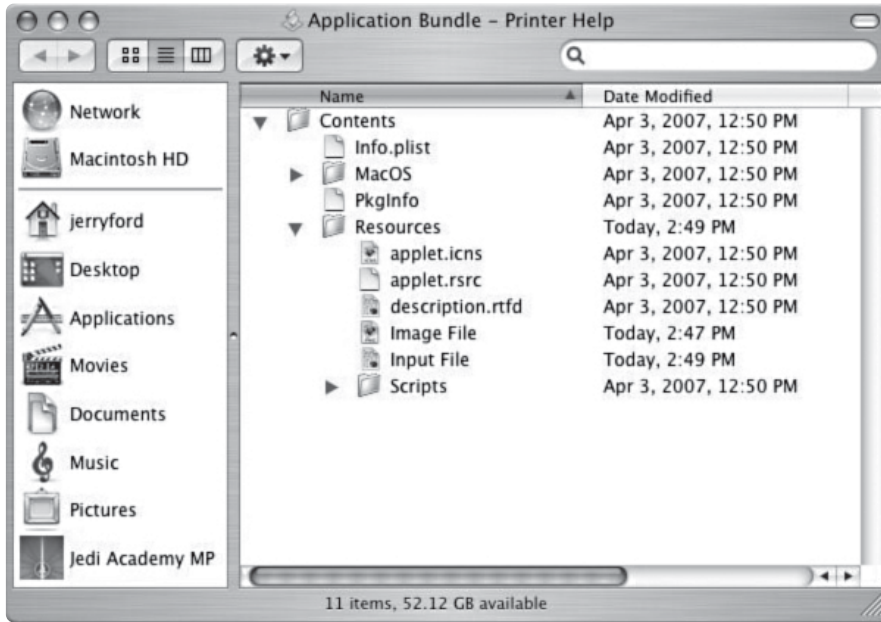 Application Bundle – Printer Help
Network
Macintosh HD
jerryford
Desktop
Applications
Movies
Documents
Music
Pictures
Jedi Academy MP
Name Date Modified
Contents Apr 3, 2007, 12:50 PM
Info.plist Apr 3, 2007, 12:50 PM
MacOS Apr 3, 2007, 12:50 PM
PkgInfo Apr 3, 2007, 12:50 PM
Resources Today, 2:49 PM
applet.icns Apr 3, 2007, 12:50 PM
applet.rsrc Apr 3, 2007, 12:50 PM
description.rtfd Apr 3, 2007, 12:50 PM
Image File Today, 2:47 PM
Input File Today, 2:49 PM
Scripts Apr 3, 2007, 12:50 PM
11 items, 52.12 GB available